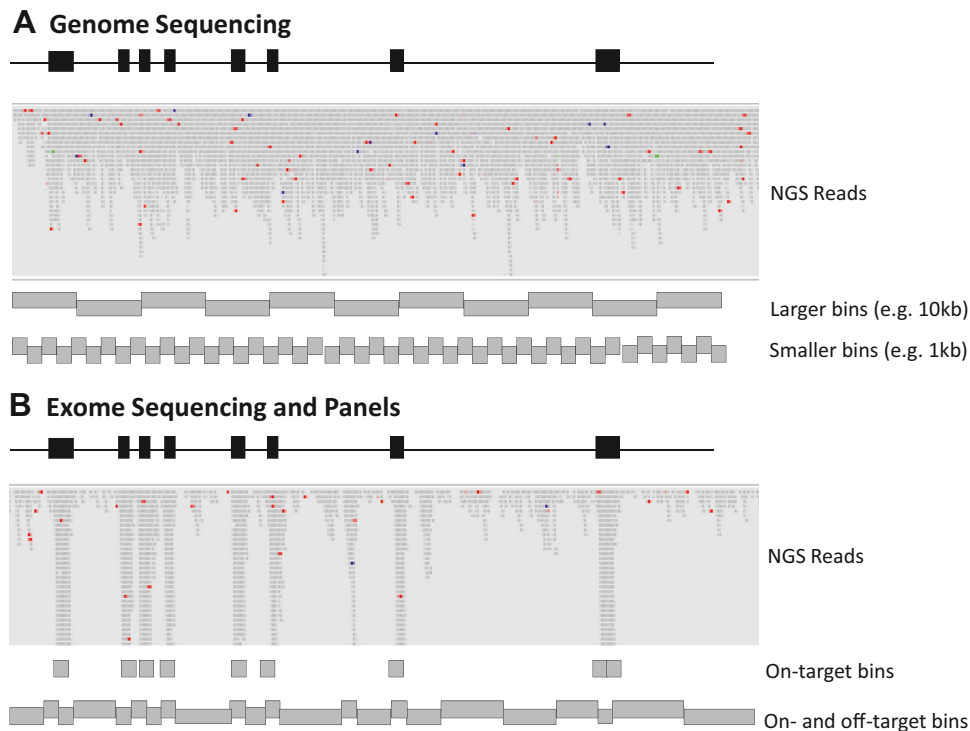 A Genome Sequencing
NGS Reads
Larger bins (e.g. 10kb)
Smaller bins (e.g. 1kb)
B Exome Sequencing and Panels
NGS Reads
On-target bins
On- and off-target bins